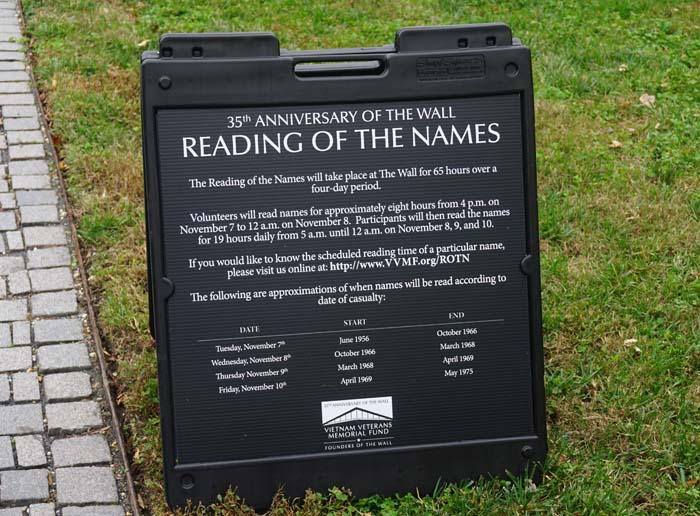 35th ANNIVERSARY OF THE WALL
READING OF THE NAMES
The Reading of the Names will take place at The Wall for 65 hours over a
four-day period.
Volunteers will read names for approximately eight hours from 4 p.m. on
November 7 to 12 a.m. on November 8. Participants will then read the names
for 19 hours daily from 5 a.m. until 12 a.m. on November 8, 9, and 10.
If you would like to know the scheduled reading time of a particular name,
please visit us online at: http://www.VVMF.org/ROTN
The following are approximations of when names will be read according to
date of casualty:
DATE START END
Tuesday, November 7th June 1956 October 1966
Wednesday, November 8th October 1966 March 1968
Thursday November 9th March 1968 April 1969
Friday, November 10th April 1969 May 1975
35TH ANNIVERSARY OF THE WALL
VIETNAM VETERANS
MEMORIAL FUND
FOUNDERS OF THE WALL